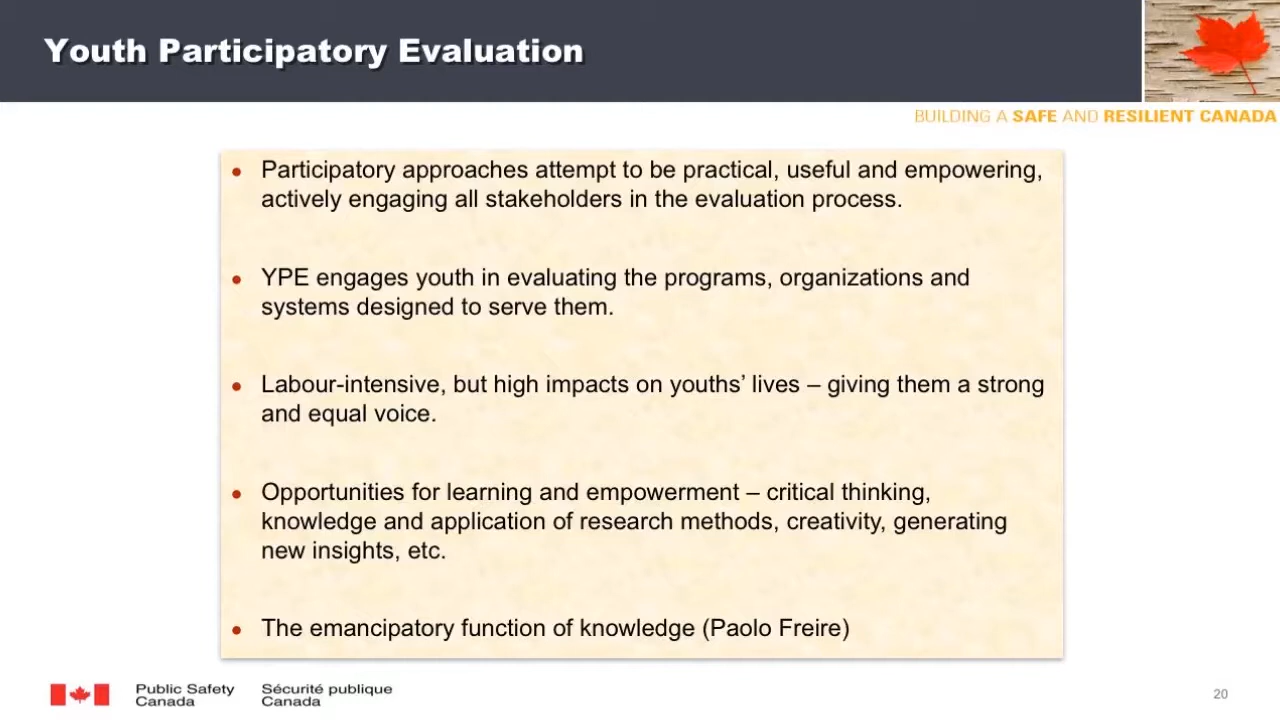 Youth Participatory Evaluation
BUILDING A SAFE AND RESILIENT CANADA
• Participatory approaches attempt to be practical, useful and empowering,
actively engaging all stakeholders in the evaluation process.
• YPE engages youth in evaluating the programs, organizations and
systems designed to serve them.
• Labour-intensive, but high impacts on youths’ lives – giving them a strong
and equal voice.
• Opportunities for learning and empowerment – critical thinking,
knowledge and application of research methods, creativity, generating
new insights, etc.
• The emancipatory function of knowledge (Paolo Freire)
Public Safety
Canada
Sécurité publique
Canada
20